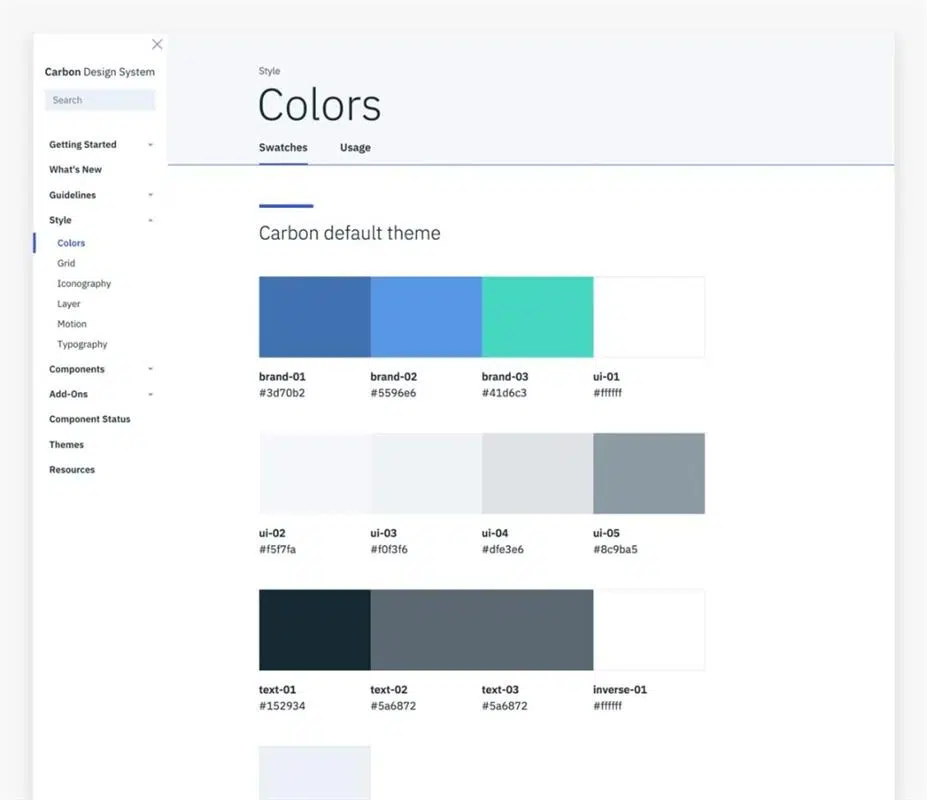 Carbon Design System
Search
Getting Started
What's New
Guidelines
Style
Colors
Grid
Iconography
Layer
Motion
Typography
Components
Add-Ons
Component Status
Themes
Resources
Style
Colors
Swatches Usage
Carbon default theme
brand-01 brand-02 brand-03 ui-01
#3d70b2 #5596e6 #41d6c3 #ffffff
ui-02 ui-03 ui-04 ui-05
#f5f7fa #f0f3f6 #dfe3e6 #8c9ba5
text-01 text-02 text-03 inverse-01
#152934 #5a6872 #5a6872 #ffffff